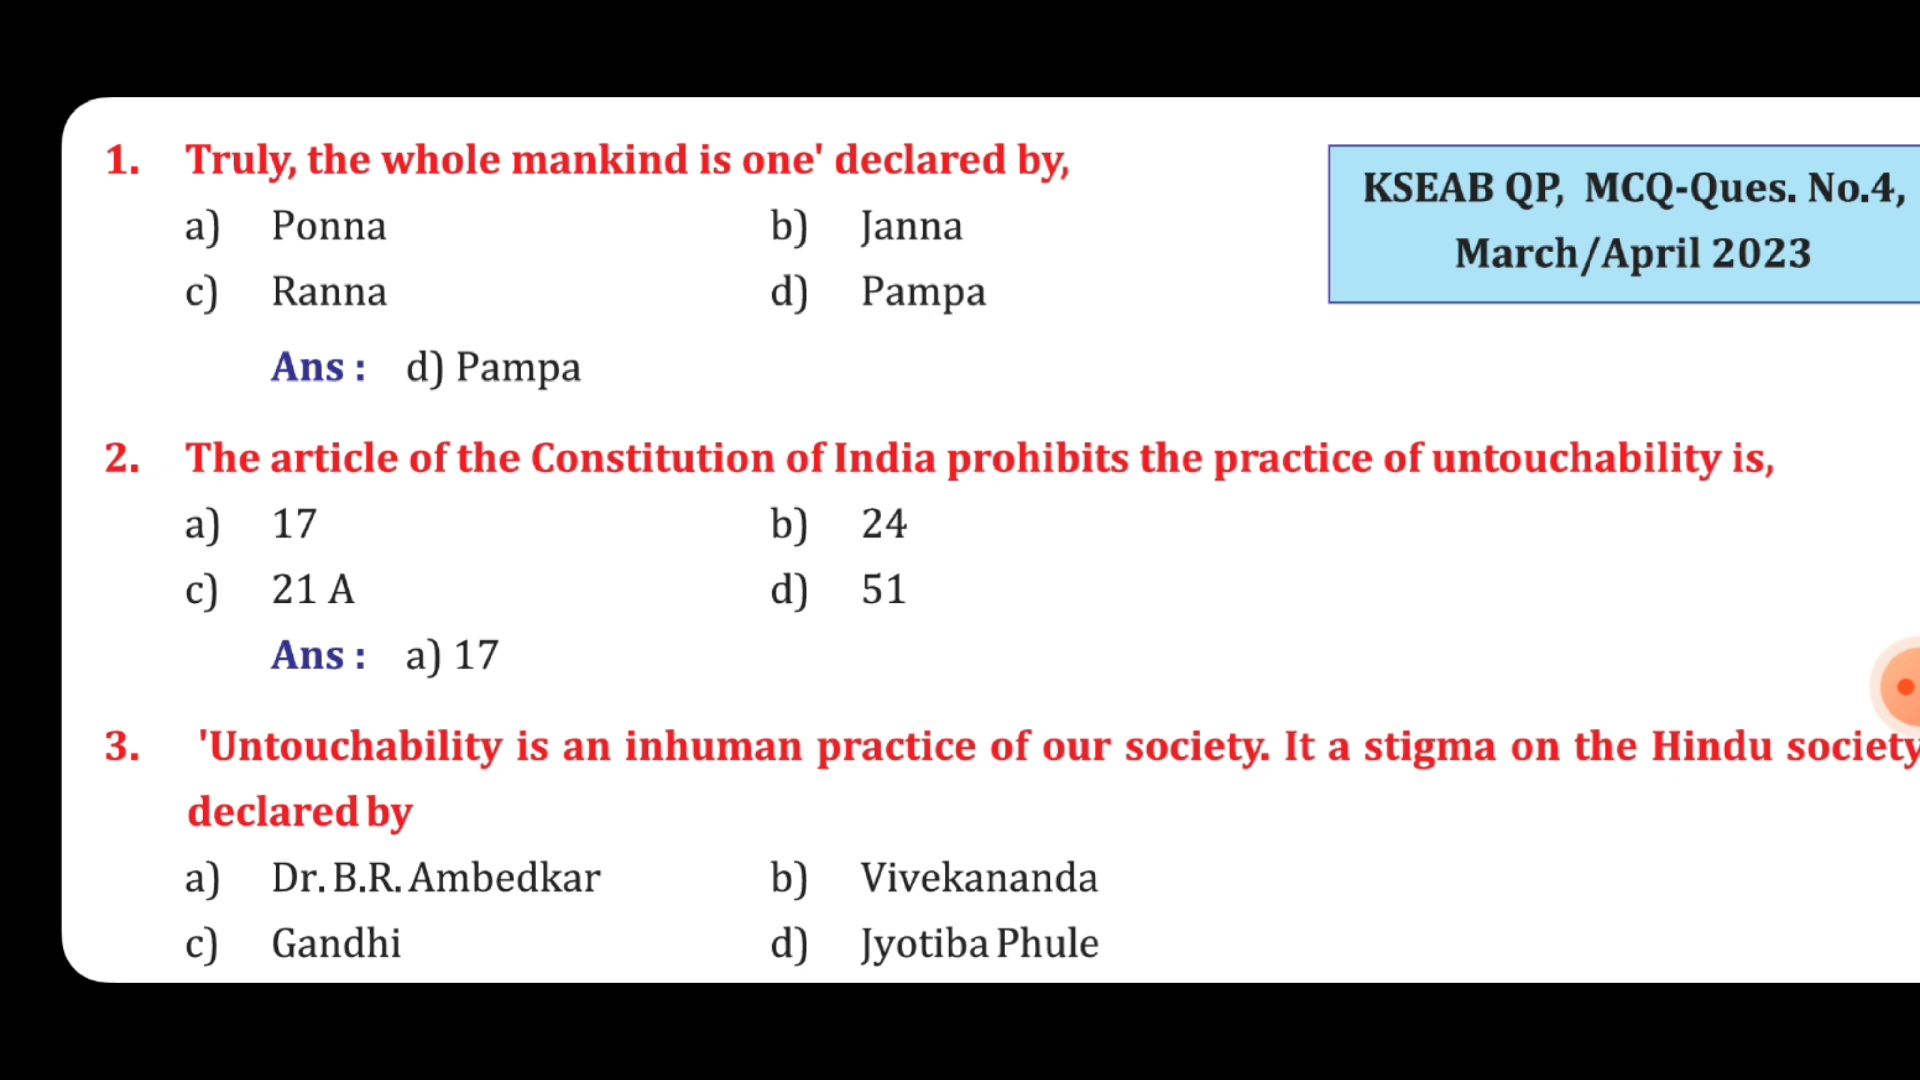 1. Truly, the whole mankind is one' declared by,
a) Ponna b) Janna
c) Ranna d) Pampa
Ans : d) Pampa
KSEAB QP, MCQ-Ques. No.4,
March/April 2023
2. The article of the Constitution of India prohibits the practice of untouchability is,
a) 17 b) 24
c) 21 A d) 51
Ans : a) 17
3. 'Untouchability is an inhuman practice of our society. It a stigma on the Hindu society
declared by
a) Dr. B.R. Ambedkar b) Vivekananda
c) Gandhi d) Jyotiba Phule